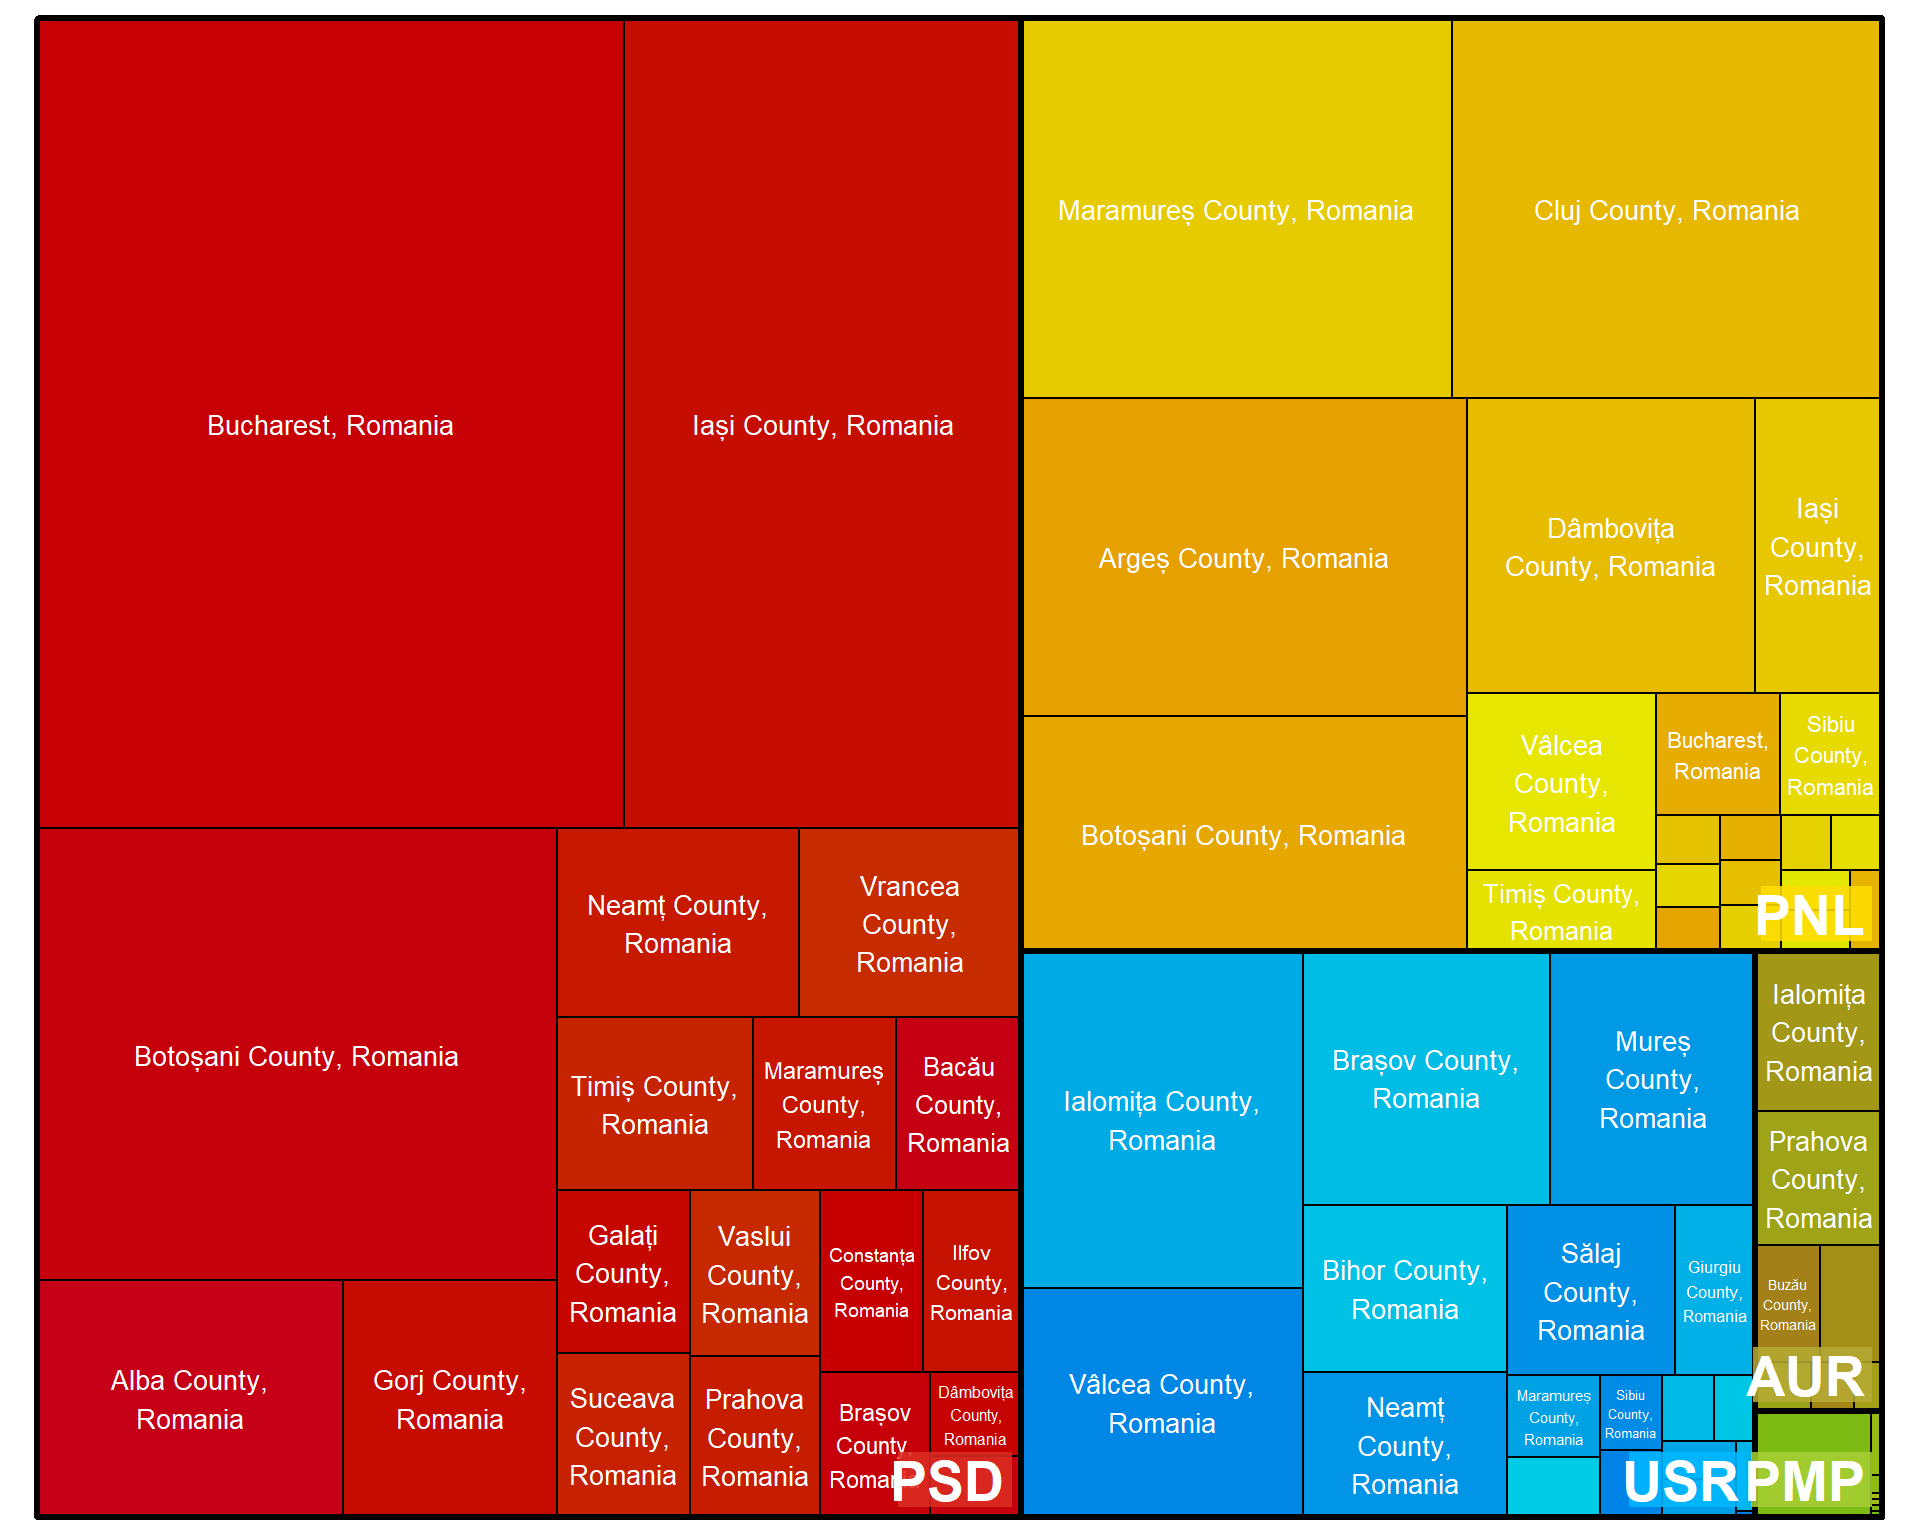 Bucharest, Romania
Iași County, Romania
Botoșani County, Romania
Alba County,
Romania
Gorj County,
Romania
Neamț County,
Romania
Vrancea
County,
Romania
Timiș County,
Romania
Maramureș
County,
Romania
Bacău
County,
Romania
Galați
County,
Romania
Vaslui
County,
Romania
Constanța
County,
Romania
Ilfov
County,
Romania
Suceava
County,
Romania
Prahova
County,
Romania
Brașov
County,
Romania
Dâmbovița
County,
Romania
PSD
Maramureș County, Romania
Cluj County, Romania
Argeș County, Romania
Dâmbovița
County, Romania
Iași
County,
Romania
Botoșani County, Romania
Vâlcea
County,
Romania
Bucharest,
Romania
Sibiu
County,
Romania
Timiș County,
Romania
PNL
Ialomița County,
Romania
Brașov County,
Romania
Mureș
County,
Romania
Vâlcea County,
Romania
Bihor County,
Romania
Sălaj
County,
Romania
Giurgiu
County,
Romania
Neamț
County,
Romania
Maramureș
County,
Romania
Sibiu
County,
Romania
USR
Ialomița
County,
Romania
Prahova
County,
Romania
Buzău
County,
Romania
AUR
PMP